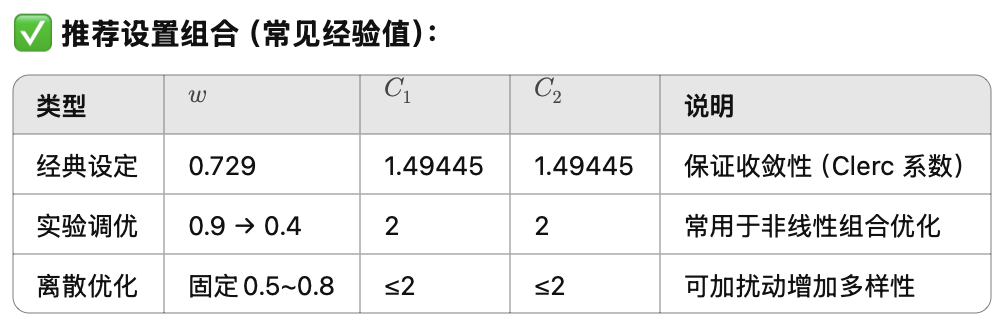 ✅ 推荐设置组合（常见经验值）：
类型 w C₁ C₂ 说明
经典设定 0.729 1.49445 1.49445 保证收敛性（Clerc 系数）
实验调优 0.9 → 0.4 2 2 常用于非线性组合优化
离散优化 固定 0.5~0.8 ≤2 ≤2 可加扰动增加多样性